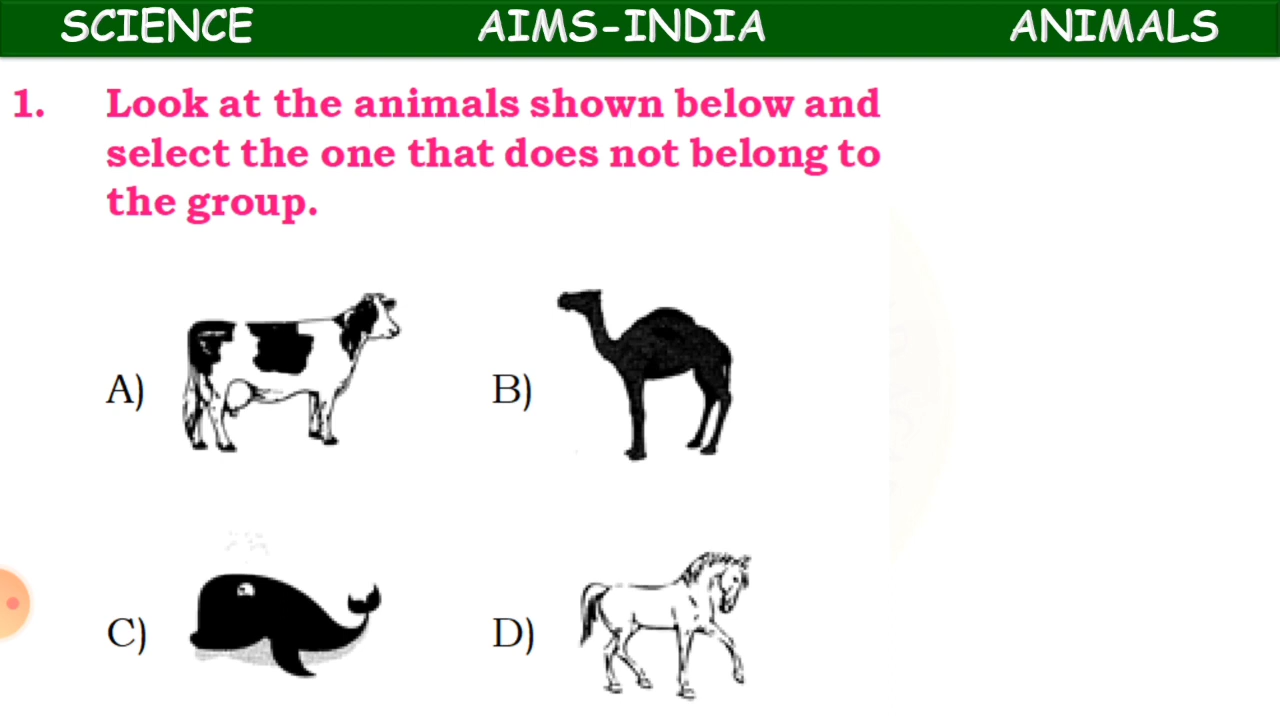 SCIENCE AIMS-INDIA ANIMALS
1. Look at the animals shown below and
select the one that does not belong to
the group.
A) B)
C) D)